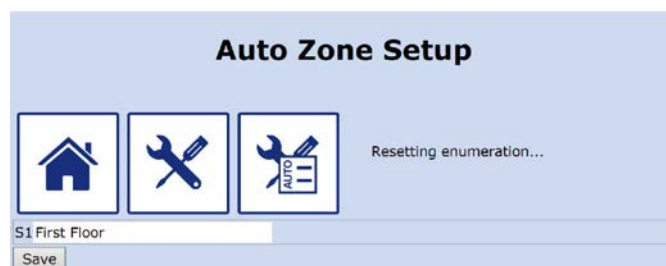 Auto Zone Setup
AUTO
Resetting enumeration...
S1 First Floor
Save